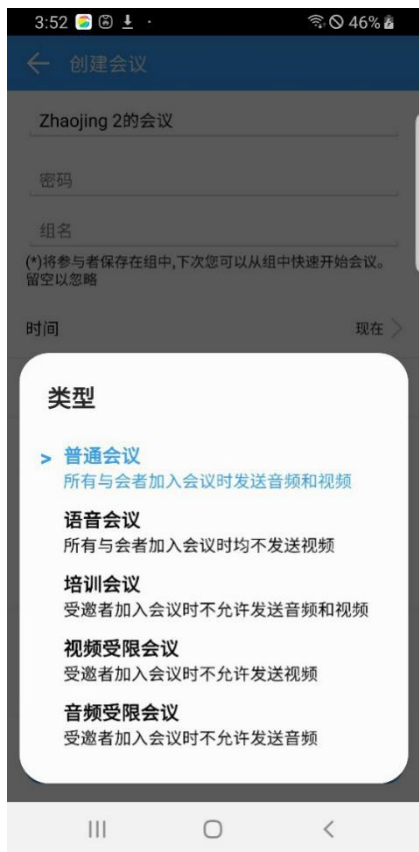 3:52
46%
创建会议
Zhaojing 2的会议
密码
组名
(*)将参与者保存在组中,下次您可以从组中快速开始会议。
留空以忽略
时间 现在
类型
> 普通会议
所有与会者加入会议时发送音频和视频
语音会议
所有与会者加入会议时均不发送视频
培训会议
受邀者加入会议时不允许发送音频和视频
视频受限会议
受邀者加入会议时不允许发送视频
音频受限会议
受邀者加入会议时不允许发送音频